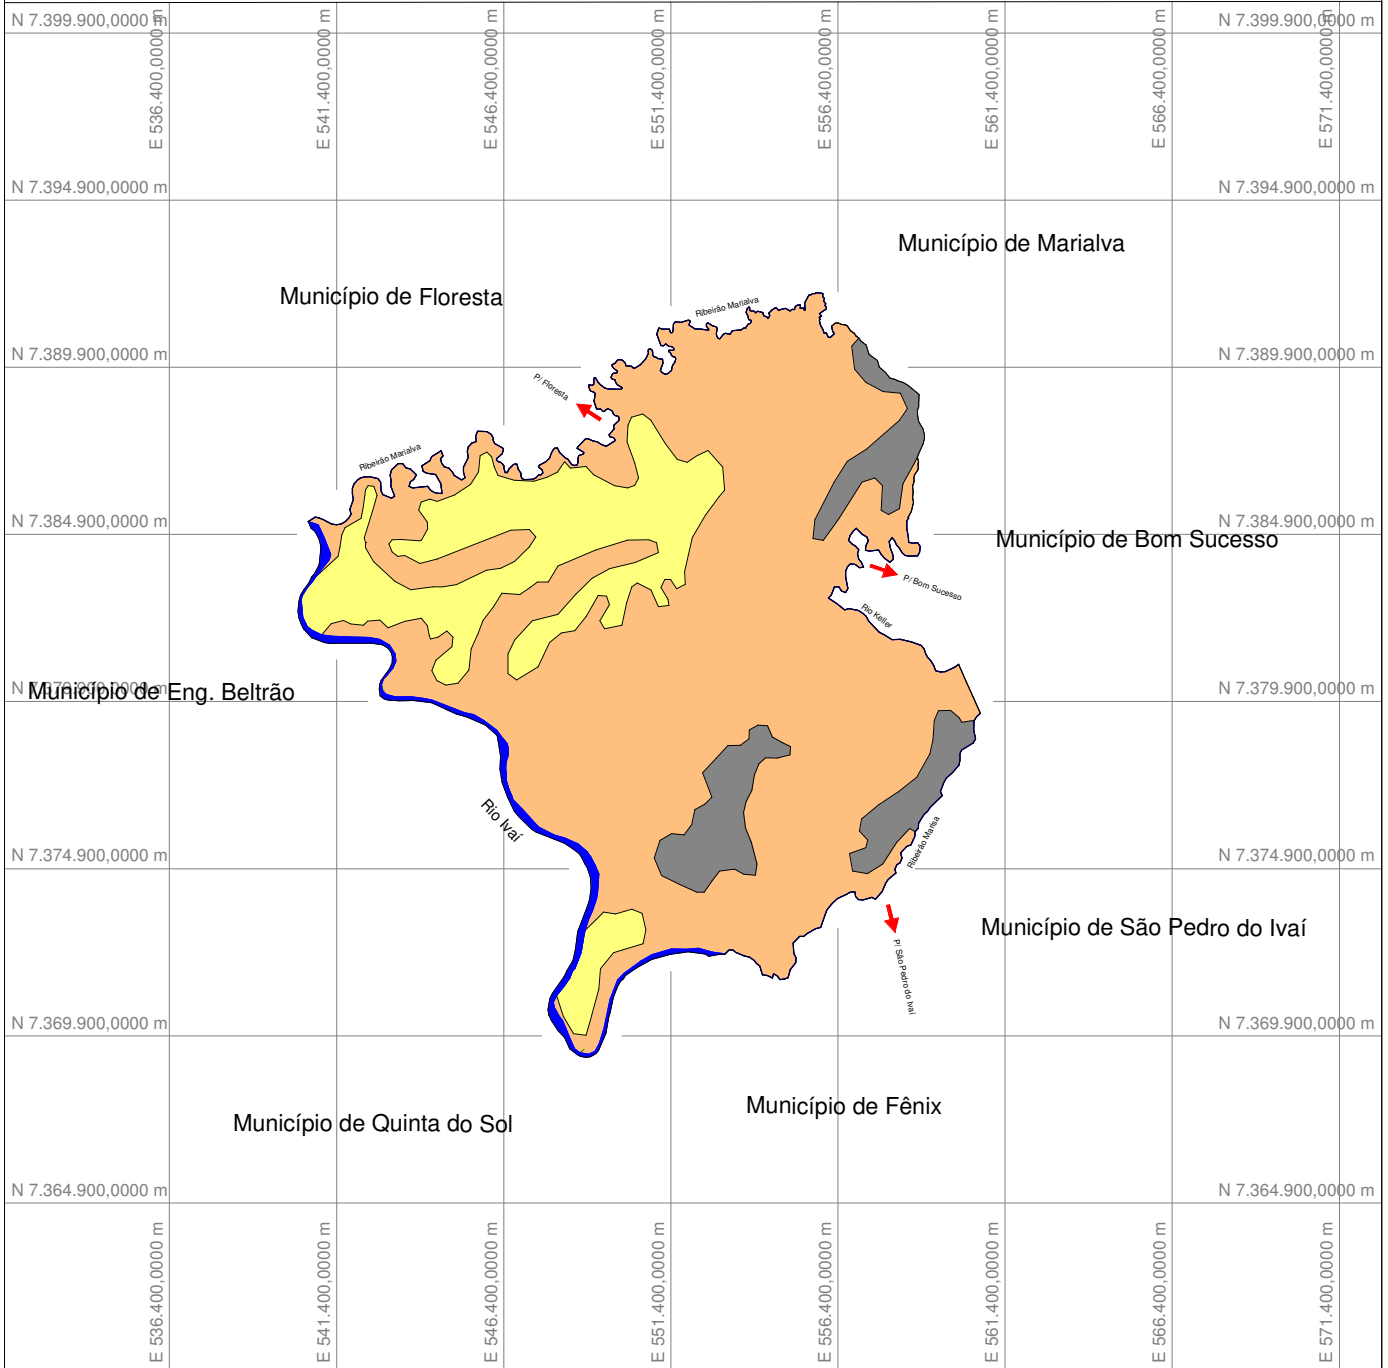 N 7.399.900,0000 m
N 7.399.900,0000 m
E 536.400,0000 m
E 541.400,0000 m
E 546.400,0000 m
E 551.400,0000 m
E 556.400,0000 m
E 561.400,0000 m
E 566.400,0000 m
E 571.400,0000 m
N 7.394.900,0000 m
N 7.394.900,0000 m
Município de Marialva
Município de Floresta
Ribeirão Marialva
N 7.389.900,0000 m
N 7.389.900,0000 m
P/ Floresta
Ribeirão Marialva
N 7.384.900,0000 m
N 7.384.900,0000 m
Município de Bom Sucesso
P/ Bom Sucesso
Rio Keller
N 7.379.900,0000 m
N 7.379.900,0000 m
Município de Eng. Beltrão
Rio Ivaí
Ribeirão Marisa
N 7.374.900,0000 m
N 7.374.900,0000 m
Município de São Pedro do Ivaí
P/ São Pedro do Ivaí
N 7.369.900,0000 m
N 7.369.900,0000 m
Município de Fênix
Município de Quinta do Sol
N 7.364.900,0000 m
N 7.364.900,0000 m
E 536.400,0000 m
E 541.400,0000 m
E 546.400,0000 m
E 551.400,0000 m
E 556.400,0000 m
E 561.400,0000 m
E 566.400,0000 m
E 571.400,0000 m